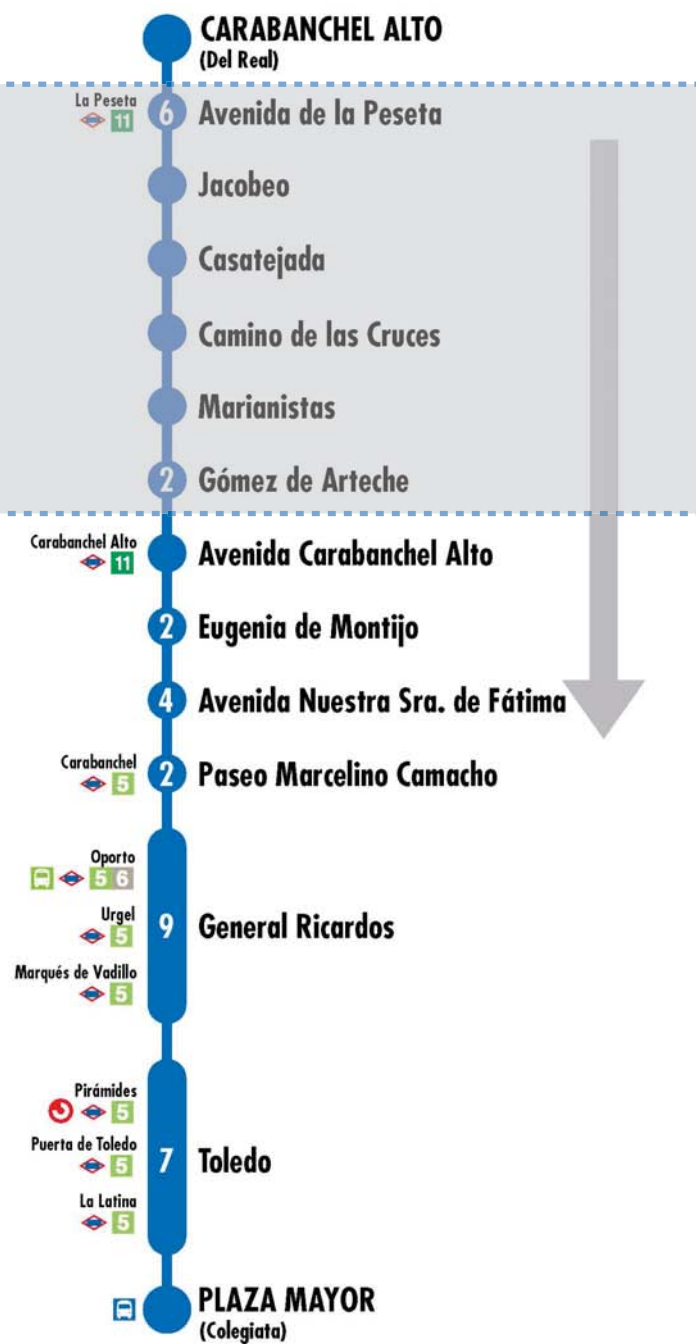 CARABANCHEL ALTO
(Del Real)
La Peseta
11
6
Avenida de la Peseta
Jacobeo
Casatejada
Camino de las Cruces
Marianistas
2
Gómez de Arteche
Carabanchel Alto
11
Avenida Carabanchel Alto
2
Eugenia de Montijo
4
Avenida Nuestra Sra. de Fátima
Carabanchel
5
2
Paseo Marcelino Camacho
Oporto
5 6
Urgel
5
Marqués de Vadillo
5
9
General Ricardos
Pirámides
5
Puerta de Toledo
5
La Latina
5
7
Toledo
PLAZA MAYOR
(Colegiata)